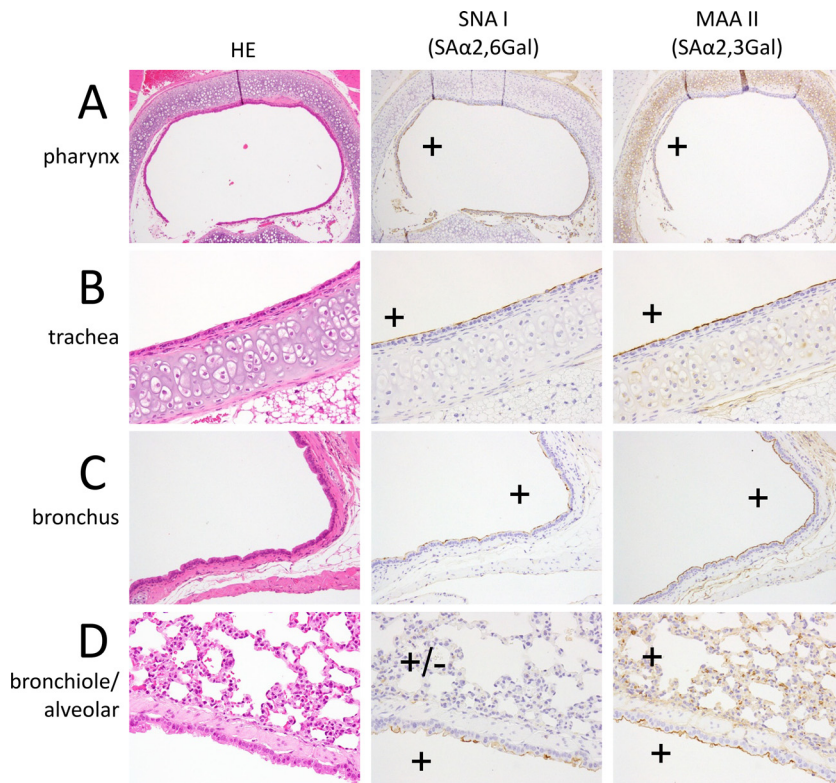 HE
SNA I
(SAα2,6Gal)
MAA II
(SAα2,3Gal)
A
pharynx
+
+
B
trachea
+
+
C
bronchus
+
+
D
bronchiole/
alveolar
+/-
+
+
+